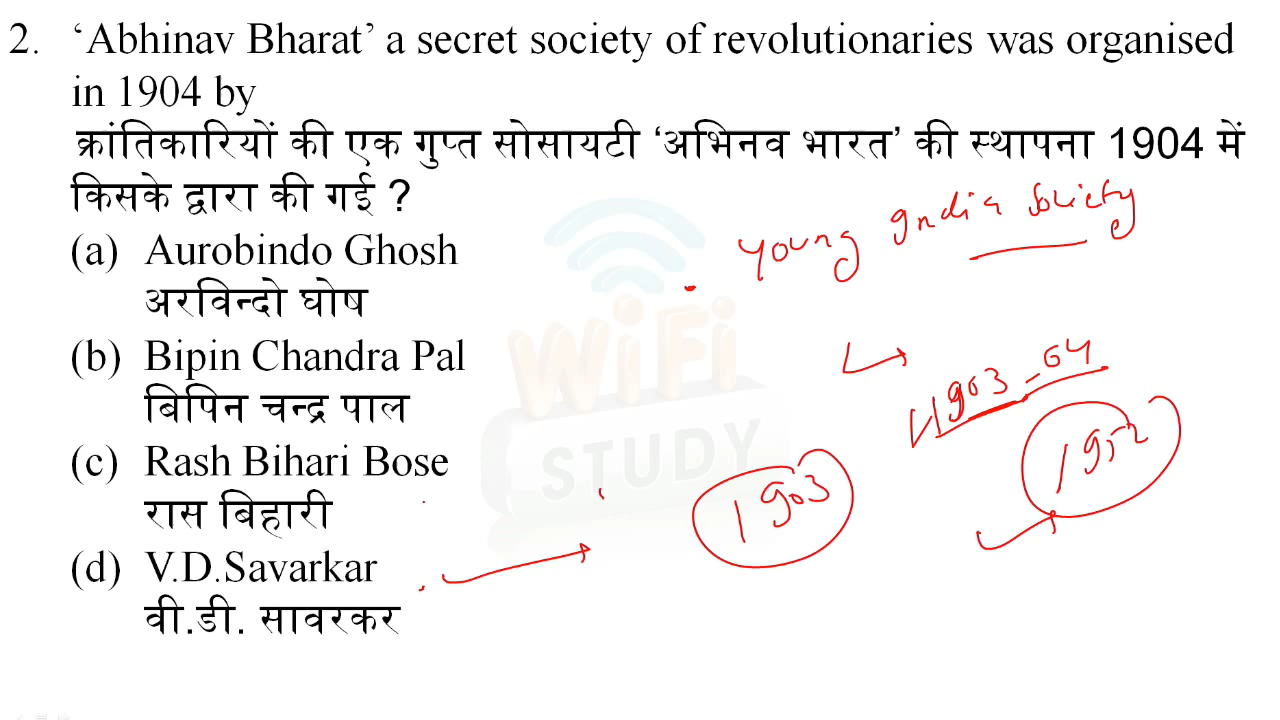 2. ‘Abhinav Bharat’ a secret society of revolutionaries was organised
in 1904 by
क्रांतिकारियों की एक गुप्त सोसायटी ‘अभिनव भारत’ की स्थापना 1904 में
किसके द्वारा की गई ?
(a) Aurobindo Ghosh
अरविन्दो घोष
(b) Bipin Chandra Pal
बिपिन चन्द्र पाल
(c) Rash Bihari Bose
रास बिहारी
(d) V.D.Savarkar
वी.डी. सावरकर
Young India Society
1903-04
1952
1903
WiFi
STUDY